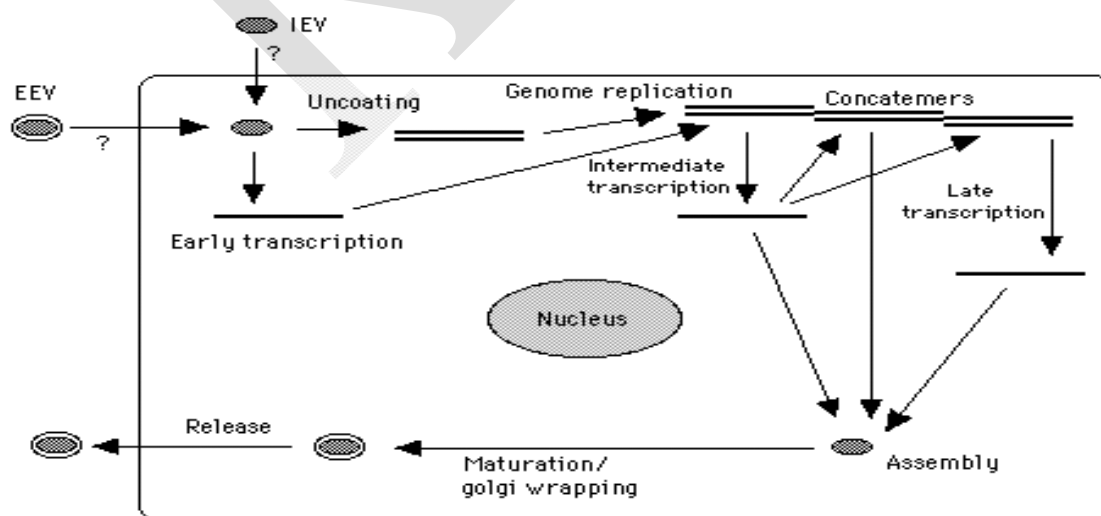 IEV
?
EEV
?
Uncoating
Genome replication
Concatemers
Intermediate
transcription
Late
transcription
Early transcription
Nucleus
Release
Maturation/
golgi wrapping
Assembly